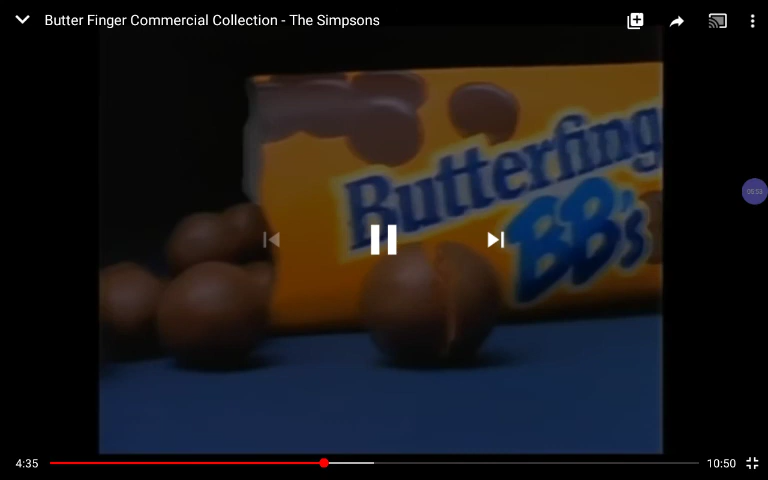 Butter Finger Commercial Collection - The Simpsons
Butterfing
BB's
4:35
10:50